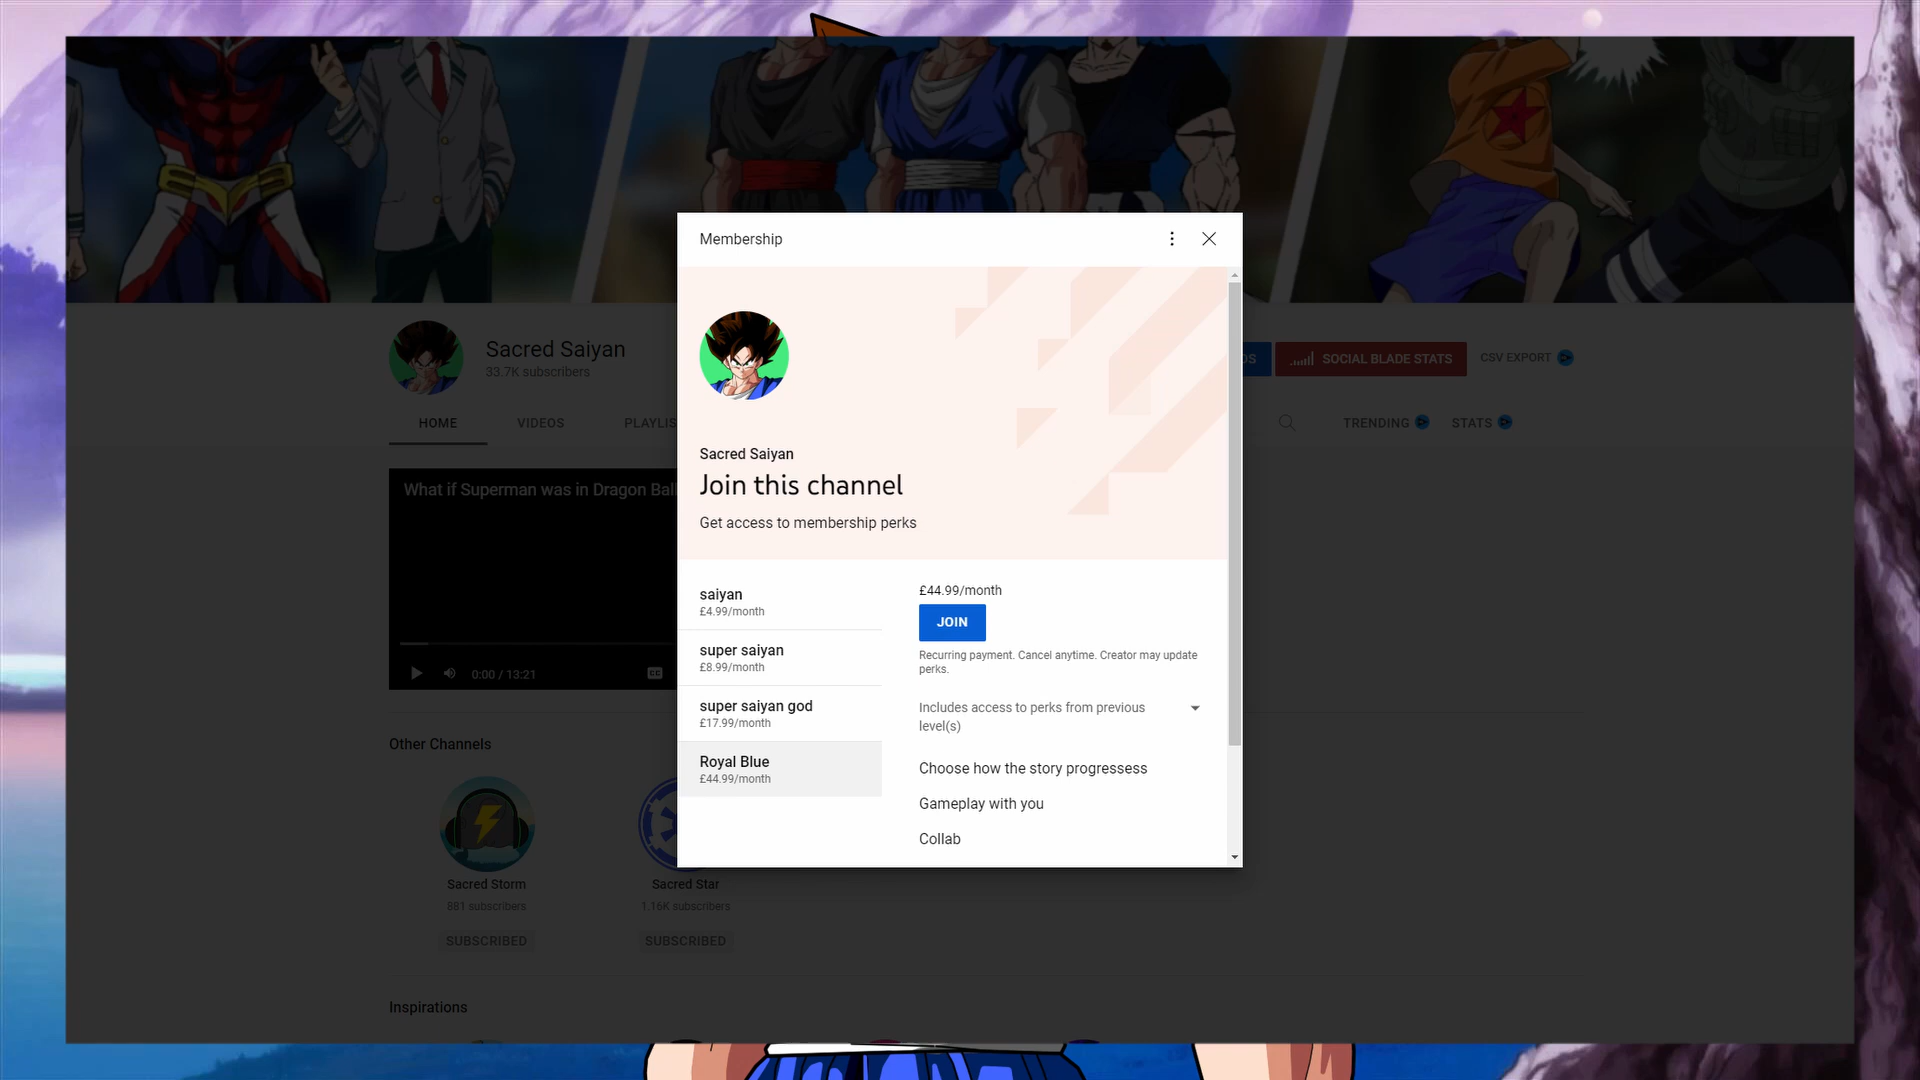 Membership
Sacred Saiyan
33.7K subscribers
SOCIAL BLADE STATS
CSV EXPORT
HOME
VIDEOS
PLAYLIS
TRENDING
STATS
What if Superman was in Dragon Ball
0:00 / 13:21
Sacred Saiyan
Join this channel
Get access to membership perks
saiyan
£4.99/month
super saiyan
£8.99/month
super saiyan god
£17.99/month
Royal Blue
£44.99/month
£44.99/month
JOIN
Recurring payment. Cancel anytime. Creator may update
perks.
Includes access to perks from previous
level(s)
Choose how the story progressess
Gameplay with you
Collab
Other Channels
Sacred Storm
881 subscribers
SUBSCRIBED
Sacred Star
1.16K subscribers
SUBSCRIBED
Inspirations